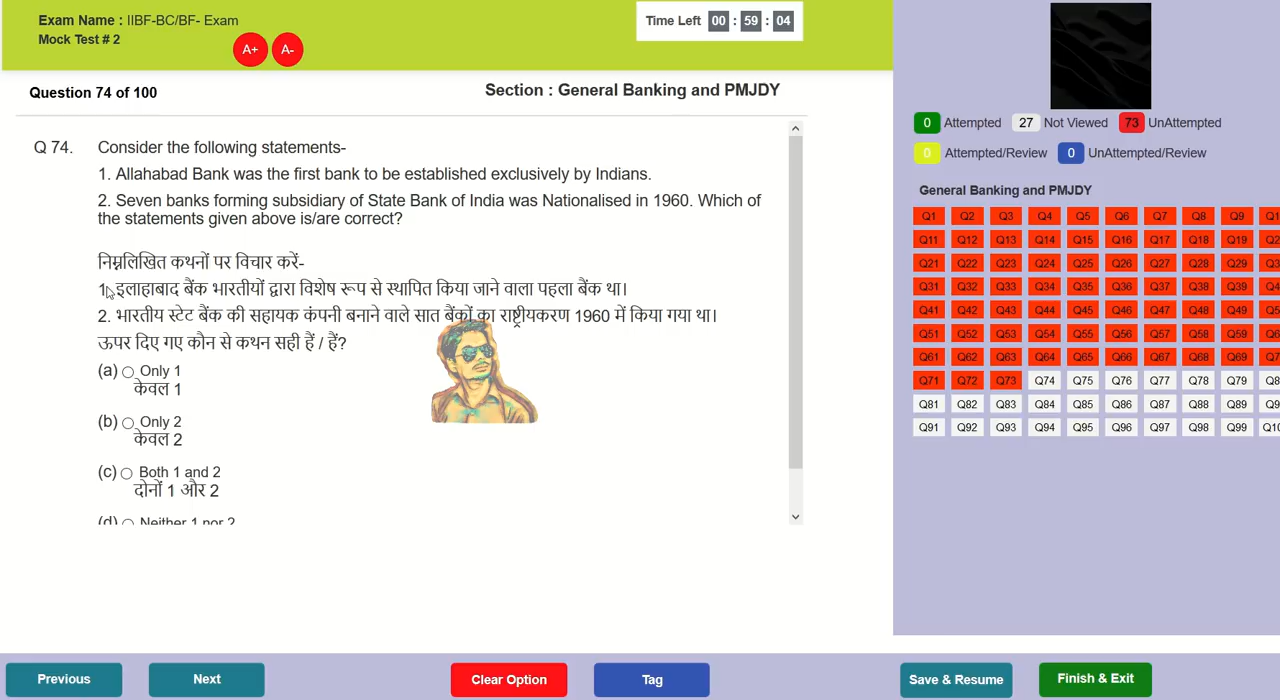 Exam Name : IIBF-BC/BF- Exam
Mock Test # 2
A+ A-
Time Left 00 : 59 : 04
Question 74 of 100
Section : General Banking and PMJDY
Q 74. Consider the following statements-
1. Allahabad Bank was the first bank to be established exclusively by Indians.
2. Seven banks forming subsidiary of State Bank of India was Nationalised in 1960. Which of
the statements given above is/are correct?
निम्नलिखित कथनों पर विचार करें-
1. इलाहाबाद बैंक भारतीयों द्वारा विशेष रूप से स्थापित किया जाने वाला पहला बैंक था।
2. भारतीय स्टेट बैंक की सहायक कंपनी बनाने वाले सात बैंकों का राष्ट्रीयकरण 1960 में किया गया था।
ऊपर दिए गए कौन से कथन सही हैं / हैं?
(a) Only 1
केवल 1
(b) Only 2
केवल 2
(c) Both 1 and 2
दोनों 1 और 2
(d) Neither 1 nor 2
0 Attempted 27 Not Viewed 73 UnAttempted
0 Attempted/Review 0 UnAttempted/Review
General Banking and PMJDY
Q1 Q2 Q3 Q4 Q5 Q6 Q7 Q8 Q9
Q11 Q12 Q13 Q14 Q15 Q16 Q17 Q18 Q19
Q21 Q22 Q23 Q24 Q25 Q26 Q27 Q28 Q29
Q31 Q32 Q33 Q34 Q35 Q36 Q37 Q38 Q39
Q41 Q42 Q43 Q44 Q45 Q46 Q47 Q48 Q49
Q51 Q52 Q53 Q54 Q55 Q56 Q57 Q58 Q59
Q61 Q62 Q63 Q64 Q65 Q66 Q67 Q68 Q69
Q71 Q72 Q73 Q74 Q75 Q76 Q77 Q78 Q79
Q81 Q82 Q83 Q84 Q85 Q86 Q87 Q88 Q89
Q91 Q92 Q93 Q94 Q95 Q96 Q97 Q98 Q99
Previous Next Clear Option Tag Save & Resume Finish & Exit